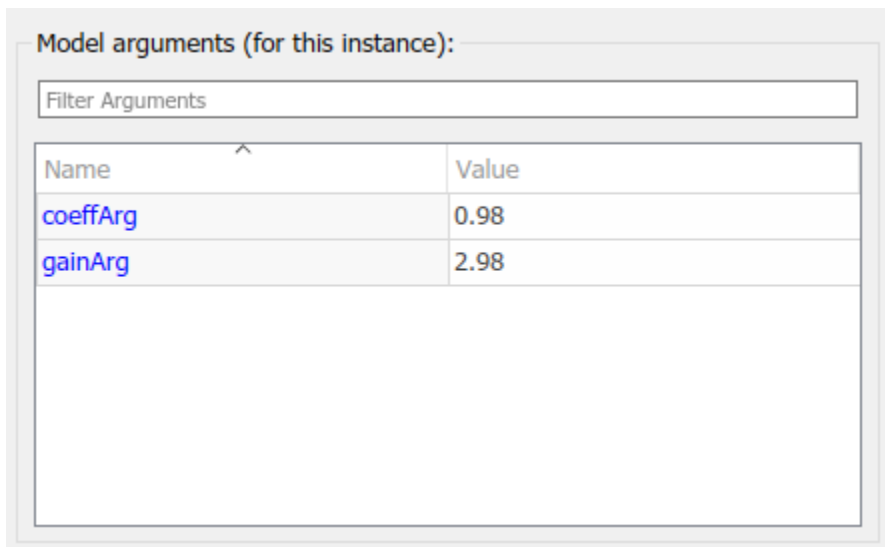 Model arguments (for this instance):
Filter Arguments
Name Value
coeffArg 0.98
gainArg 2.98